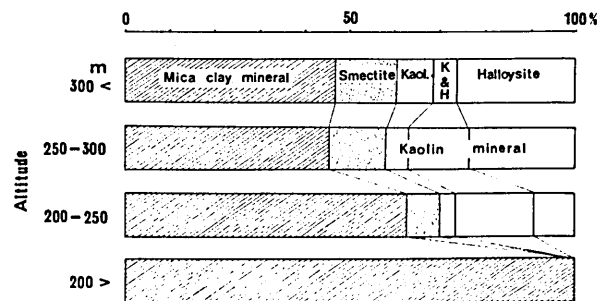 0 50 100%
m
300 < Mica clay mineral Smectite Kaol. K & H Halloysite
250-300 Kaolin mineral
200-250
200 >
Altitude